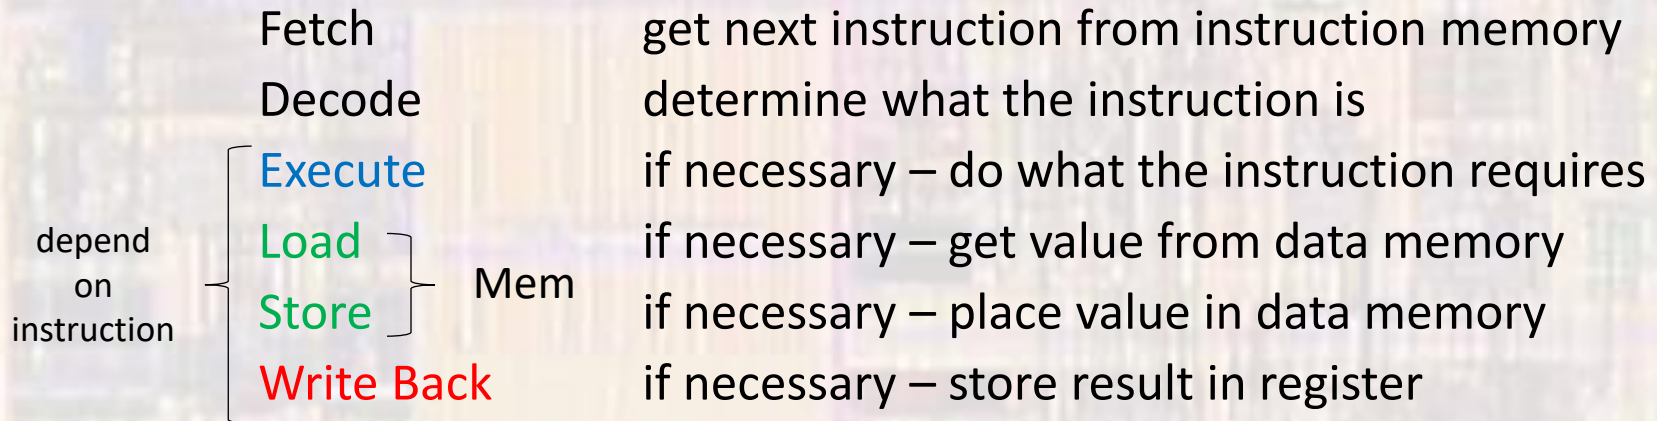 Fetch get next instruction from instruction memory
Decode determine what the instruction is
Execute if necessary – do what the instruction requires
Load if necessary – get value from data memory
Store if necessary – place value in data memory
Write Back if necessary – store result in register
depend
on
instruction
Mem